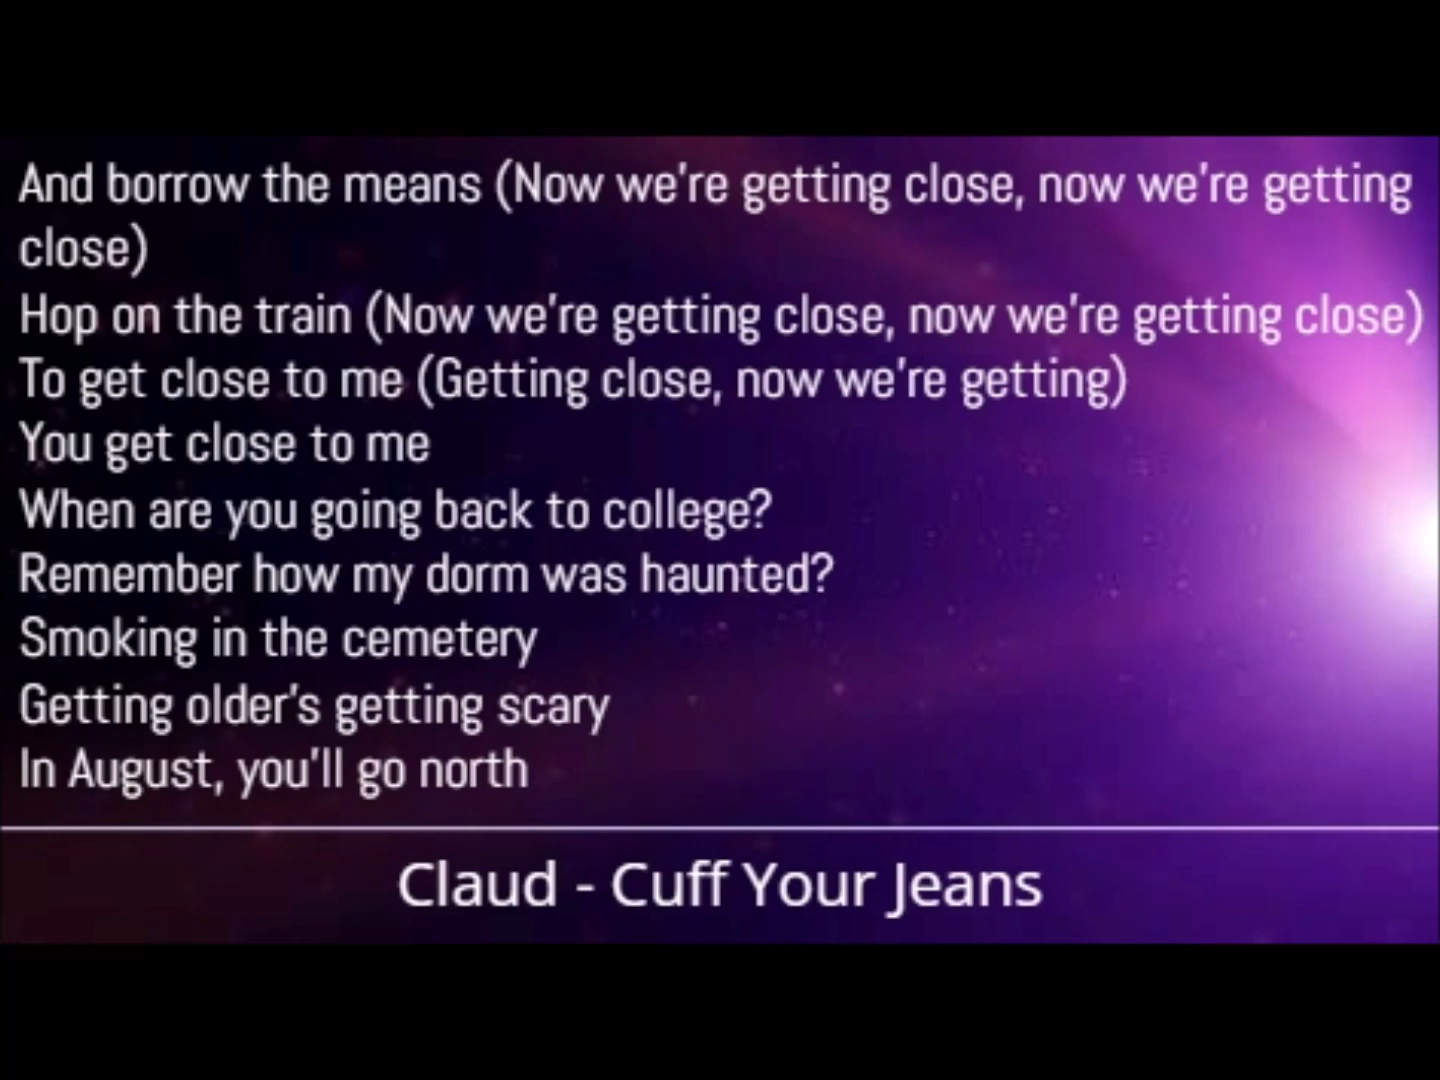 And borrow the means (Now we're getting close, now we're getting
close)
Hop on the train (Now we're getting close, now we're getting close)
To get close to me (Getting close, now we're getting)
You get close to me
When are you going back to college?
Remember how my dorm was haunted?
Smoking in the cemetery
Getting older's getting scary
In August, you'll go north
Claud - Cuff Your Jeans